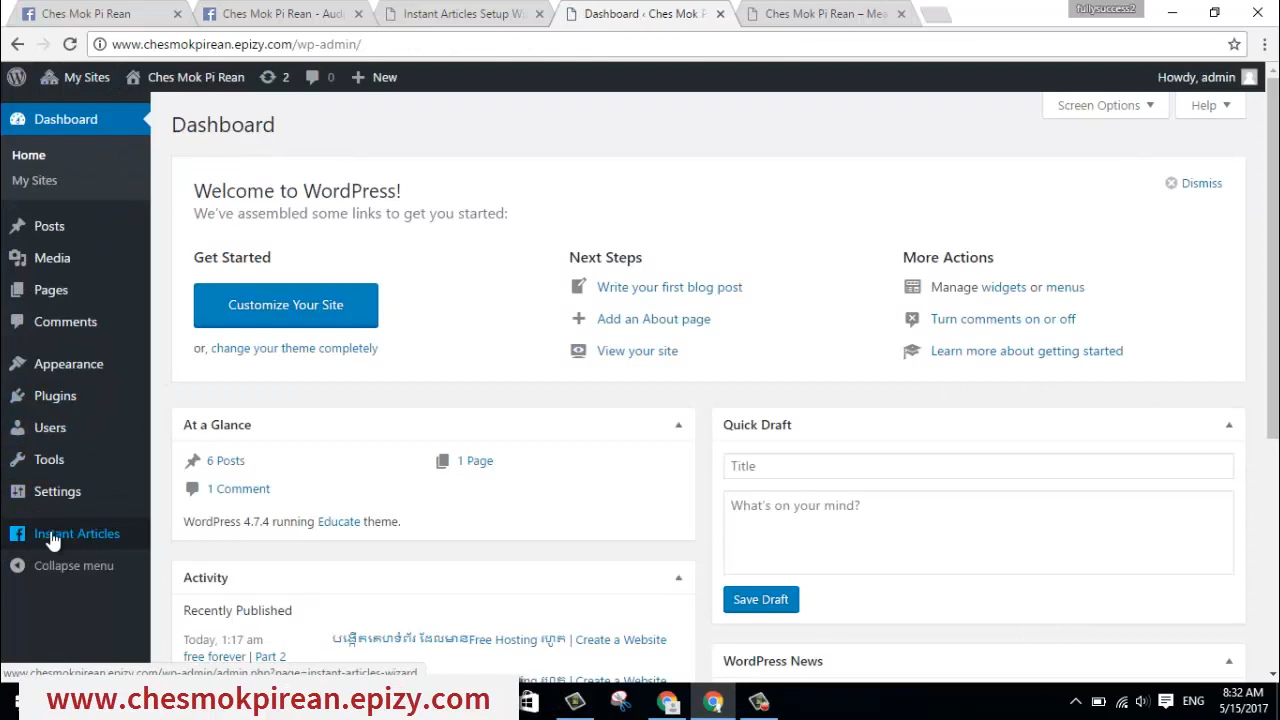 Ches Mok Pi Rean
Ches Mok Pi Rean - Aud
Instant Articles Setup Wi
Dashboard ‹ Ches Mok P
Ches Mok Pi Rean – Mea
fullysuccess2
www.chesmokpirean.epizy.com/wp-admin/
My Sites
Ches Mok Pi Rean
2
0
New
Howdy, admin
Dashboard
Home
My Sites
Posts
Media
Pages
Comments
Appearance
Plugins
Users
Tools
Settings
Instant Articles
Collapse menu
Screen Options
Help
Dashboard
Welcome to WordPress!
We've assembled some links to get you started:
Dismiss
Get Started
Customize Your Site
or, change your theme completely
Next Steps
Write your first blog post
Add an About page
View your site
More Actions
Manage widgets or menus
Turn comments on or off
Learn more about getting started
At a Glance
6 Posts
1 Page
1 Comment
WordPress 4.7.4 running Educate theme.
Activity
Recently Published
Today, 1:17 am
បង្កើតគេហទំព័រ ដែលមានFree Hosting រហូត | Create a Website
free forever | Part 2
Quick Draft
Title
What's on your mind?
Save Draft
WordPress News
www.chesmokpirean.epizy.com/wp-admin/admin.php?page=instant-articles-wizard
www.chesmokpirean.epizy.com
ENG
8:32 AM
5/15/2017